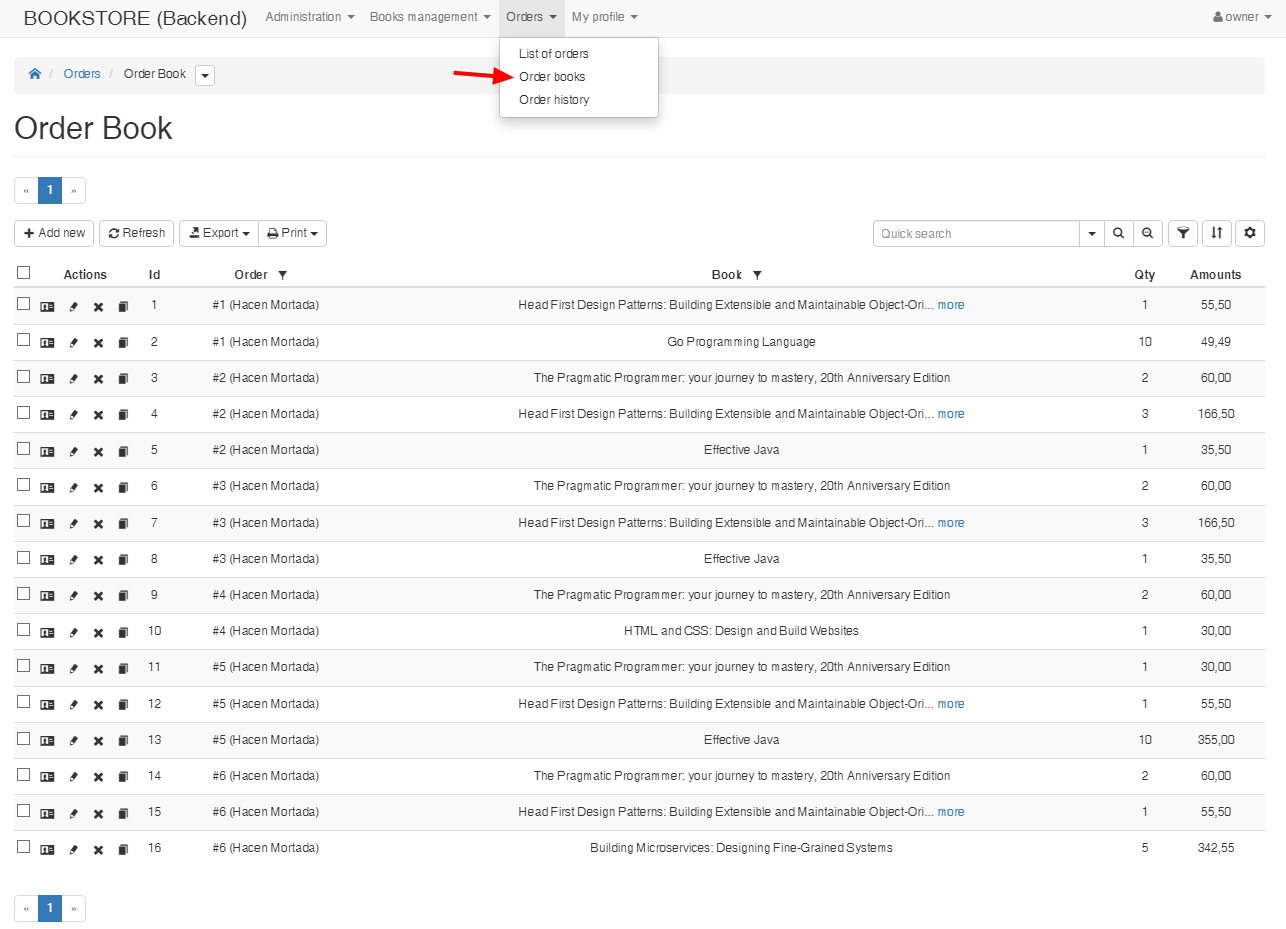 BOOKSTORE (Backend) Administration Books management Orders My profile owner
List of orders
Order books
Order history
/ Orders / Order Book
Order Book
« 1 »
Add new Refresh Export Print Quick search
Actions Id Order Book Qty Amounts
1 #1 (Hacen Mortada) Head First Design Patterns: Building Extensible and Maintainable Object-Ori... more 1 55,50
2 #1 (Hacen Mortada) Go Programming Language 10 49,49
3 #2 (Hacen Mortada) The Pragmatic Programmer: your journey to mastery, 20th Anniversary Edition 2 60,00
4 #2 (Hacen Mortada) Head First Design Patterns: Building Extensible and Maintainable Object-Ori... more 3 166,50
5 #2 (Hacen Mortada) Effective Java 1 35,50
6 #3 (Hacen Mortada) The Pragmatic Programmer: your journey to mastery, 20th Anniversary Edition 2 60,00
7 #3 (Hacen Mortada) Head First Design Patterns: Building Extensible and Maintainable Object-Ori... more 3 166,50
8 #3 (Hacen Mortada) Effective Java 1 35,50
9 #4 (Hacen Mortada) The Pragmatic Programmer: your journey to mastery, 20th Anniversary Edition 2 60,00
10 #4 (Hacen Mortada) HTML and CSS: Design and Build Websites 1 30,00
11 #5 (Hacen Mortada) The Pragmatic Programmer: your journey to mastery, 20th Anniversary Edition 1 30,00
12 #5 (Hacen Mortada) Head First Design Patterns: Building Extensible and Maintainable Object-Ori... more 1 55,50
13 #5 (Hacen Mortada) Effective Java 10 355,00
14 #6 (Hacen Mortada) The Pragmatic Programmer: your journey to mastery, 20th Anniversary Edition 2 60,00
15 #6 (Hacen Mortada) Head First Design Patterns: Building Extensible and Maintainable Object-Ori... more 1 55,50
16 #6 (Hacen Mortada) Building Microservices: Designing Fine-Grained Systems 5 342,55
« 1 »